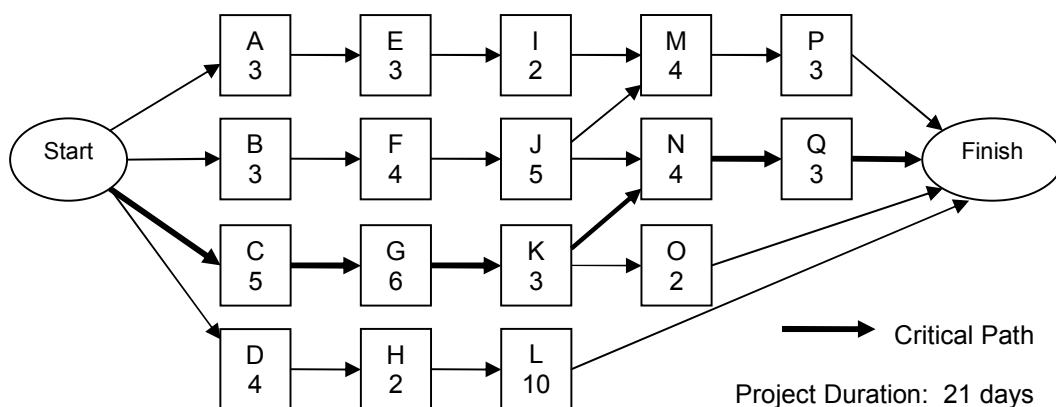 A
3
E
3
I
2
M
4
P
3
Start
B
3
F
4
J
5
N
4
Q
3
Finish
C
5
G
6
K
3
O
2
D
4
H
2
L
10
Critical Path
Project Duration: 21 days